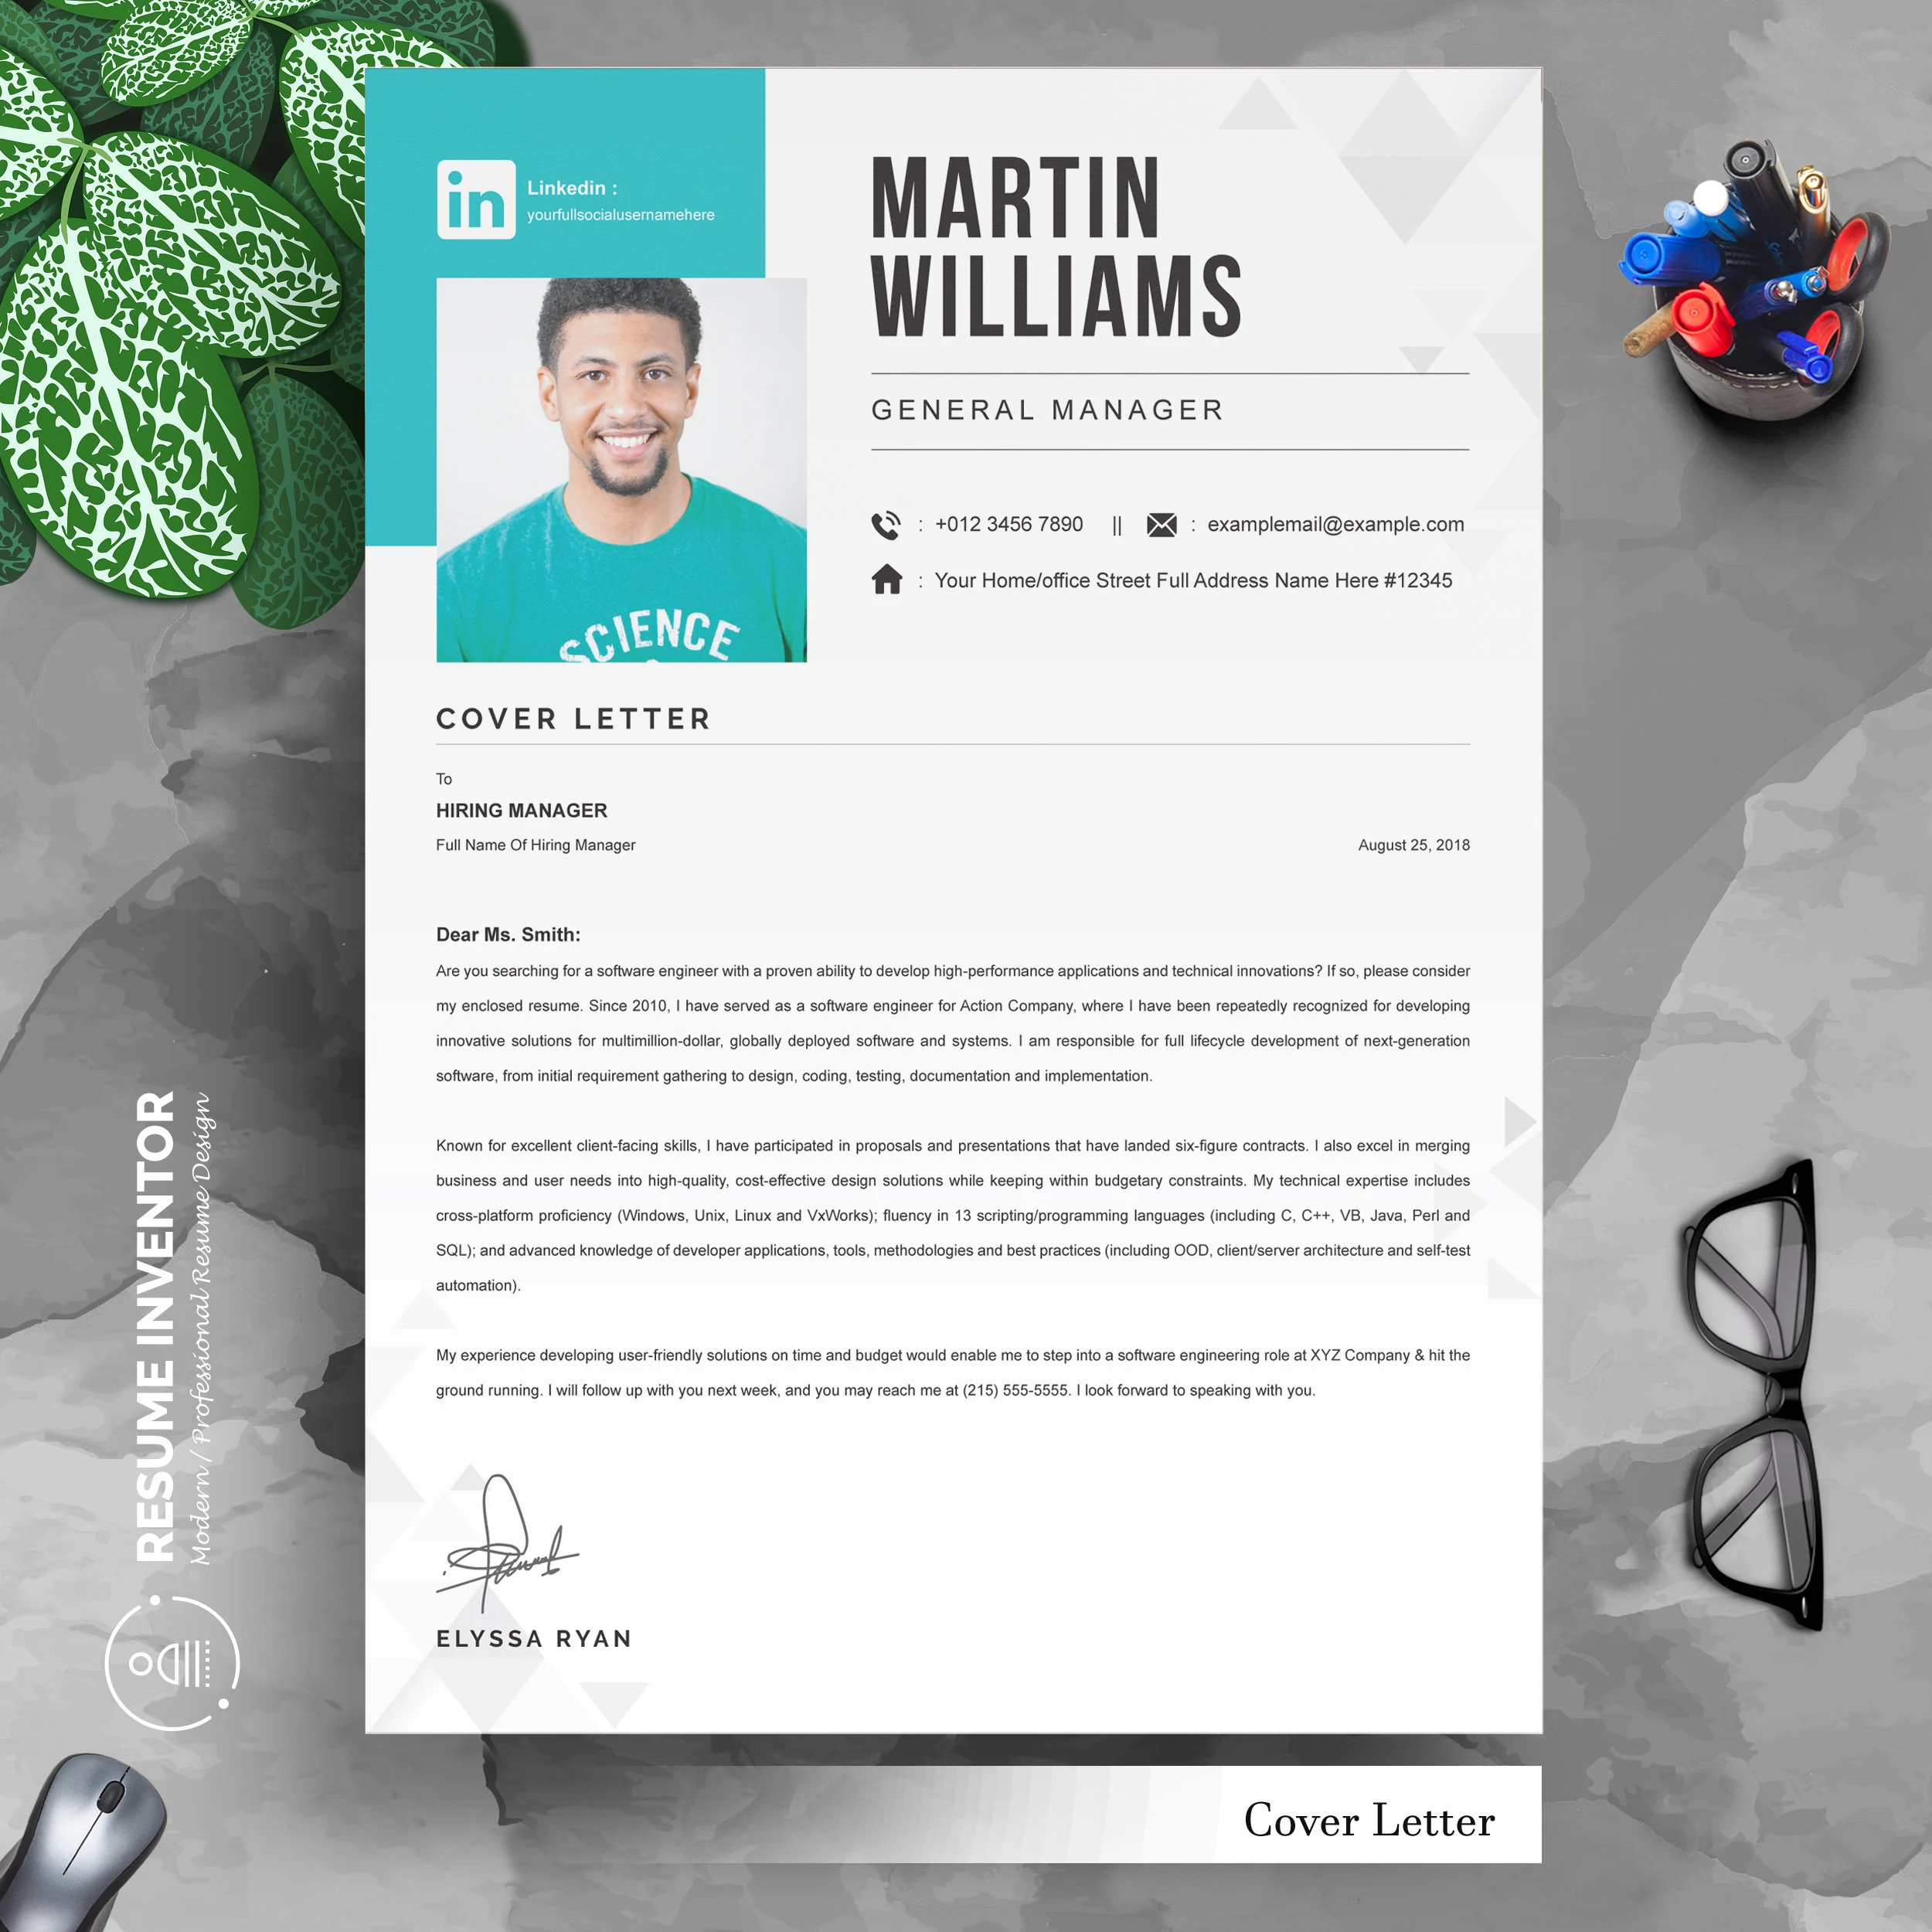 Linkedin :
yourfullsocialusernamehere
MARTIN
WILLIAMS
GENERAL MANAGER
: +012 3456 7890 || : examplemail@example.com
: Your Home/office Street Full Address Name Here #12345
SCIENCE
COVER LETTER
To
HIRING MANAGER
Full Name Of Hiring Manager
August 25, 2018
Dear Ms. Smith:
Are you searching for a software engineer with a proven ability to develop high-performance applications and technical innovations? If so, please consider
my enclosed resume. Since 2010, I have served as a software engineer for Action Company, where I have been repeatedly recognized for developing
innovative solutions for multimillion-dollar, globally deployed software and systems. I am responsible for full lifecycle development of next-generation
software, from initial requirement gathering to design, coding, testing, documentation and implementation.
Known for excellent client-facing skills, I have participated in proposals and presentations that have landed six-figure contracts. I also excel in merging
business and user needs into high-quality, cost-effective design solutions while keeping within budgetary constraints. My technical expertise includes
cross-platform proficiency (Windows, Unix, Linux and VxWorks); fluency in 13 scripting/programming languages (including C, C++, VB, Java, Perl and
SQL); and advanced knowledge of developer applications, tools, methodologies and best practices (including OOD, client/server architecture and self-test
automation).
My experience developing user-friendly solutions on time and budget would enable me to step into a software engineering role at XYZ Company & hit the
ground running. I will follow up with you next week, and you may reach me at (215) 555-5555. I look forward to speaking with you.
ELYSSA RYAN
RESUME INVENTOR
Modern / Professional Resume Design
Cover Letter